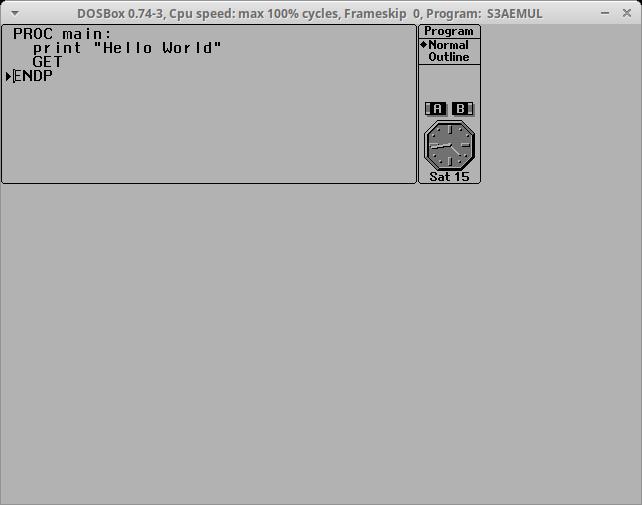 DOSBox 0.74-3, Cpu speed: max 100% cycles, Frameskip  0, Program:  S3AEMUL
PROC main:
print "Hello World"
GET
ENDP
Program
Normal
Outline
A B
Sat 15